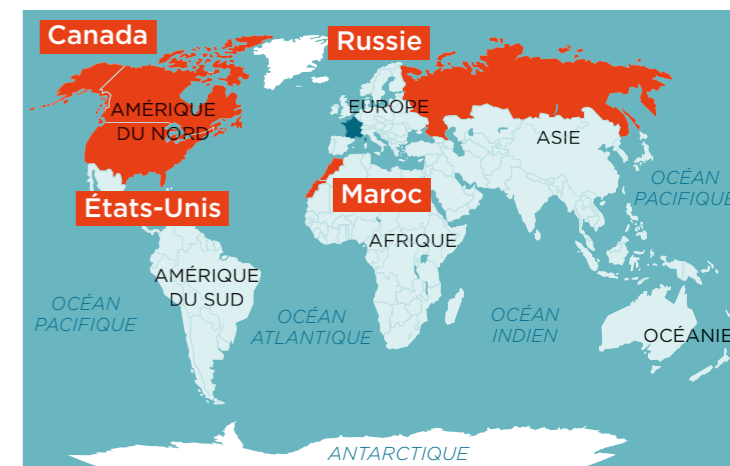 Canada
Russie
AMÉRIQUE
DU NORD
EUROPE
ASIE
OCÉAN
PACIFIQUE
États-Unis
Maroc
AFRIQUE
AMÉRIQUE
DU SUD
OCÉAN
PACIFIQUE
OCÉAN
ATLANTIQUE
OCÉAN
INDIEN
OCÉANIE
ANTARCTIQUE